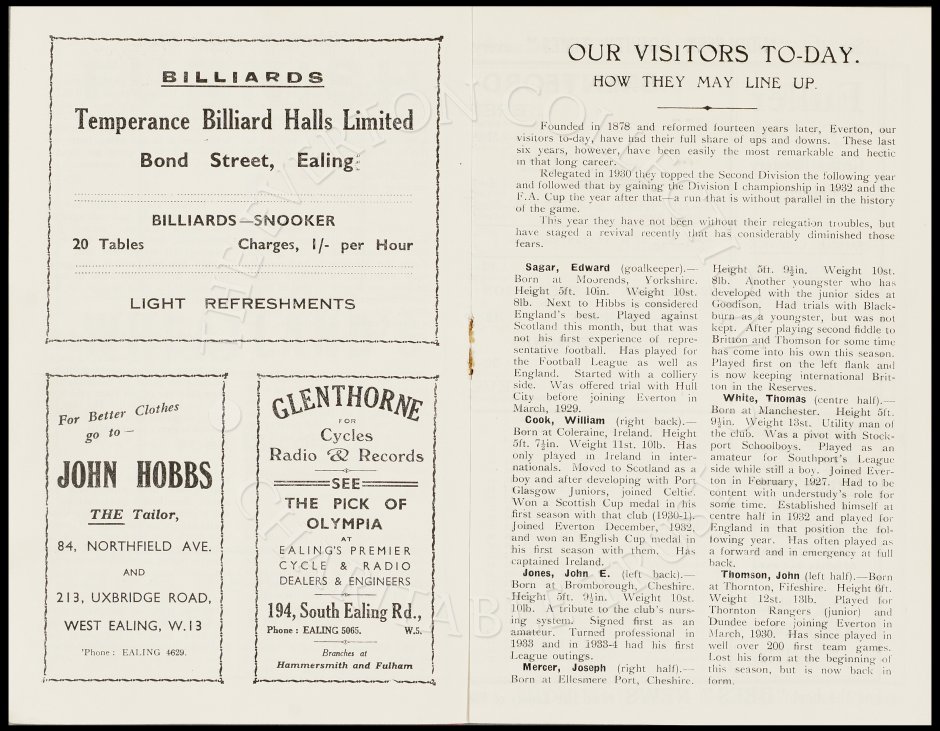 BILLIARDS
Temperance Billiard Halls Limited
Bond Street, Ealing
BILLIARDS—SNOOKER
20 Tables Charges, 1/- per Hour
LIGHT REFRESHMENTS
For Better Clothes
go to –
JOHN HOBBS
THE Tailor,
84, NORTHFIELD AVE.
AND
213, UXBRIDGE ROAD,
WEST EALING, W.13
'Phone: EALING 4629.
GLENTHORNE
FOR
Cycles
Radio & Records
SEE
THE PICK OF
OLYMPIA
AT
EALING'S PREMIER
CYCLE & RADIO
DEALERS & ENGINEERS
194, South Ealing Rd.,
Phone: EALING 5065. W.5.
Branches at
Hammersmith and Fulham
OUR VISITORS TO-DAY.
HOW THEY MAY LINE UP.
Founded in 1878 and reformed fourteen years later, Everton, our
visitors to-day, have had their full share of ups and downs. These last
six years, however, have been easily the most remarkable and hectic
in that long career.
Relegated in 1930 they topped the Second Division the following year
and followed that by gaining the Division I championship in 1932 and the
F.A. Cup the year after that—a run that is without parallel in the history
of the game.
This year they have not been without their relegation troubles, but
have staged a revival recently that has considerably diminished those
fears.
Sagar, Edward (goalkeeper).—
Born at Moorends, Yorkshire.
Height 5ft. 10in. Weight 10st.
8lb. Next to Hibbs is considered
England's best. Played against
Scotland this month, but that was
not his first experience of repre-
sentative football. Has played for
the Football League as well as
England. Started with a colliery
side. Was offered trial with Hull
City before joining Everton in
March, 1929.
Cook, William (right back).—
Born at Coleraine, Ireland. Height
5ft. 7½in. Weight 11st. 10lb. Has
only played in Ireland in inter-
nationals. Moved to Scotland as a
boy and after developing with Port
Glasgow Juniors, joined Celtic.
Won a Scottish Cup medal in his
first season with that club (1930-1).
Joined Everton December, 1932,
and won an English Cup medal in
his first season with them. Has
captained Ireland.
Jones, John E. (left back).—
Born at Bromborough, Cheshire.
Height 5ft. 9½in. Weight 10st.
10lb. A tribute to the club's nurs-
ing system. Signed first as an
amateur. Turned professional in
1933 and in 1933-4 had his first
League outings.
Mercer, Joseph (right half).—
Born at Ellesmere Port, Cheshire.
Height 5ft. 9½in. Weight 10st.
8lb. Another youngster who has
developed with the junior sides at
Goodison. Had trials with Black-
burn as a youngster, but was not
kept. After playing second fiddle to
Britton and Thomson for some time
has come into his own this season.
Played first on the left flank and
is now keeping international Brit-
ton in the Reserves.
White, Thomas (centre half).—
Born at Manchester. Height 5ft.
9½in. Weight 13st. Utility man of
the club. Was a pivot with Stock-
port Schoolboys. Played as an
amateur for Southport's League
side while still a boy. Joined Ever-
ton in February, 1927. Had to be
content with understudy's role for
some time. Established himself at
centre half in 1932 and played for
England in that position the fol-
lowing year. Has often played as
a forward and in emergency at full
back.
Thomson, John (left half).—Born
at Thornton, Fifeshire. Height 6ft.
Weight 12st. 13lb. Played for
Thornton Rangers (junior) and
Dundee before joining Everton in
March, 1930. Has since played in
well over 200 first team games.
Lost his form at the beginning of
this season, but is now back in
form.